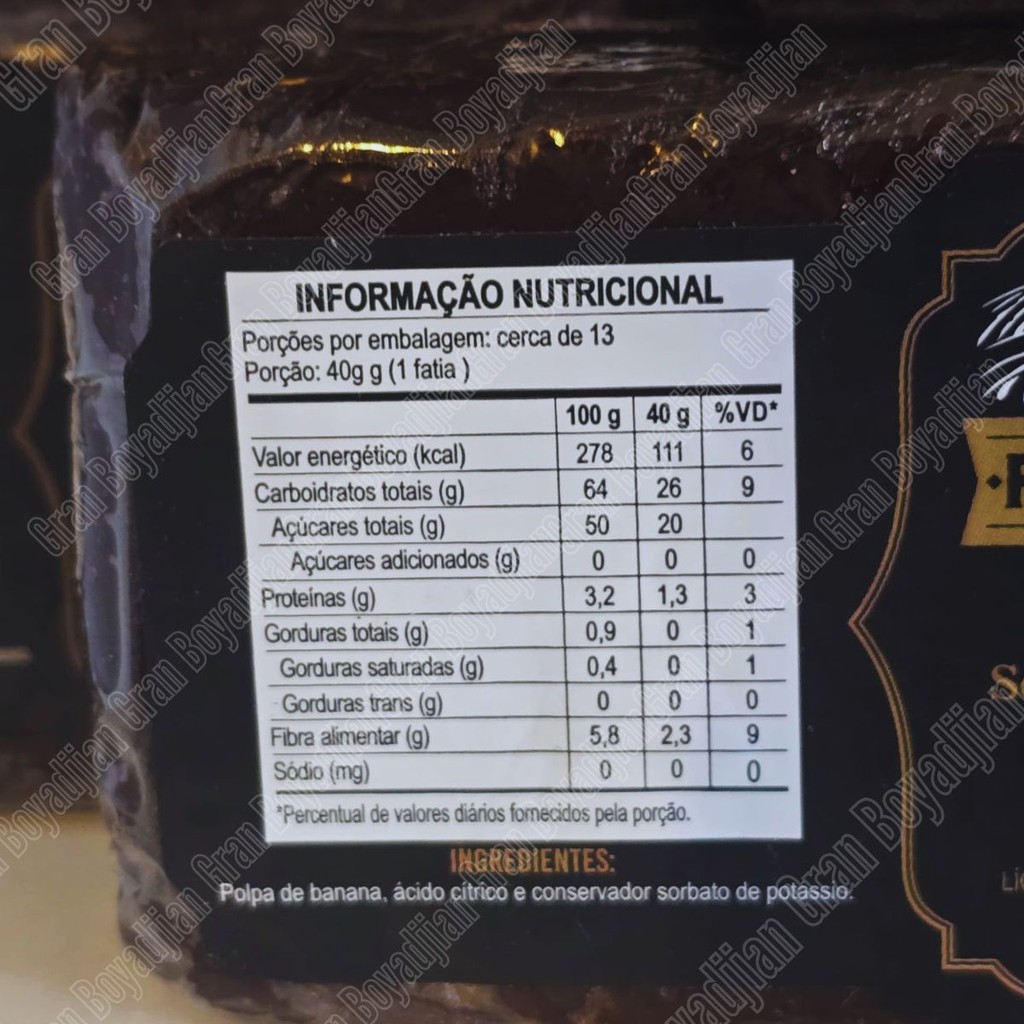 INFORMAÇÃO NUTRICIONAL
Porções por embalagem: cerca de 13
Porção: 40g g (1 fatia )
100 g 40 g %VD*
Valor energético (kcal) 278 111 6
Carboidratos totais (g) 64 26 9
Açúcares totais (g) 50 20
Açúcares adicionados (g) 0 0 0
Proteínas (g) 3,2 1,3 3
Gorduras totais (g) 0,9 0 1
Gorduras saturadas (g) 0,4 0 1
Gorduras trans (g) 0 0 0
Fibra alimentar (g) 5,8 2,3 9
Sódio (mg) 0 0 0
*Percentual de valores diários fornecidos pela porção.
INGREDIENTES:
Polpa de banana, ácido cítrico e conservador sorbato de potássio.
Gran Boyadjian